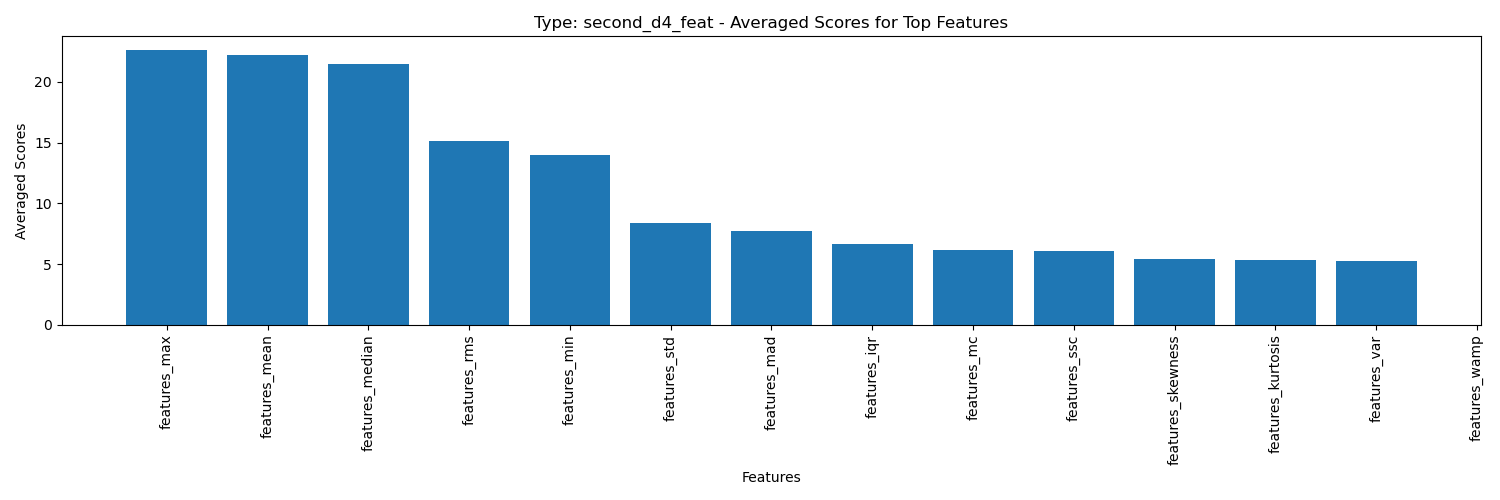 Type: second_d4_feat - Averaged Scores for Top Features
Averaged Scores
20
15
10
5
0
features_max
features_mean
features_median
features_rms
features_min
features_std
features_mad
features_iqr
features_mc
features_ssc
features_skewness
features_kurtosis
features_var
features_wamp
Features